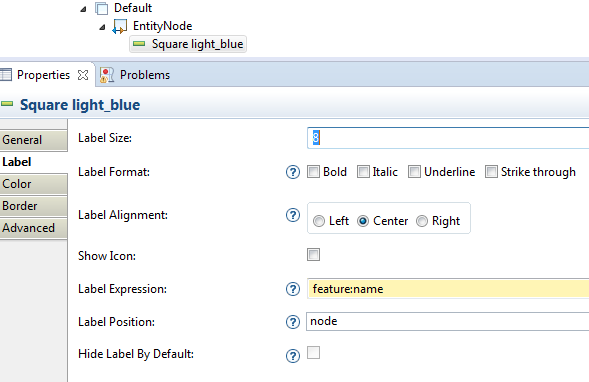 Default
EntityNode
Square light_blue
Properties
Problems
Square light_blue
General
Label
Color
Border
Advanced
Label Size:
8
Label Format:
Bold
Italic
Underline
Strike through
Label Alignment:
Left
Center
Right
Show Icon:
Label Expression:
feature:name
Label Position:
node
Hide Label By Default: